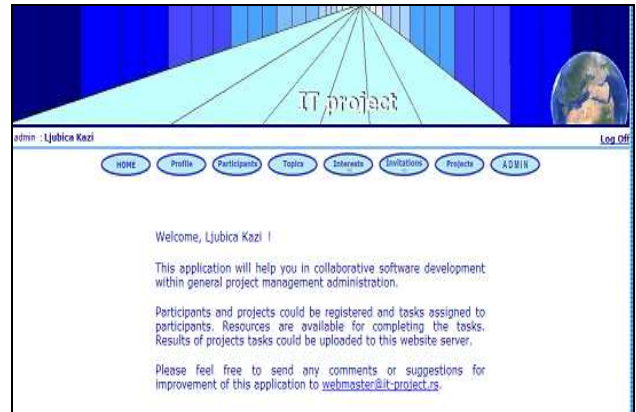 IT project
admin : Ljubica Kazi
Log Off
HOME Profile Participants Topics Interests Invitations Projects ADMIN
Welcome, Ljubica Kazi !
This application will help you in collaborative software development
within general project management administration.
Participants and projects could be registered and tasks assigned to
participants. Resources are available for completing the tasks.
Results of projects tasks could be uploaded to this website server.
Please feel free to send any comments or suggestions for
improvement of this application to webmaster@it-project.rs.